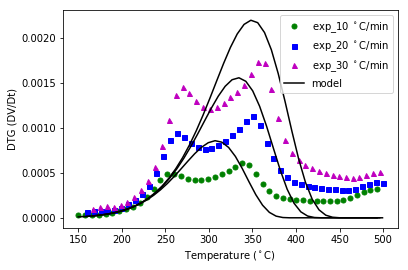 exp_10 °C/min
exp_20 °C/min
exp_30 °C/min
model
0.0020
0.0015
0.0010
0.0005
0.0000
DTG (DV/Dt)
150 200 250 300 350 400 450 500
Temperature (°C)